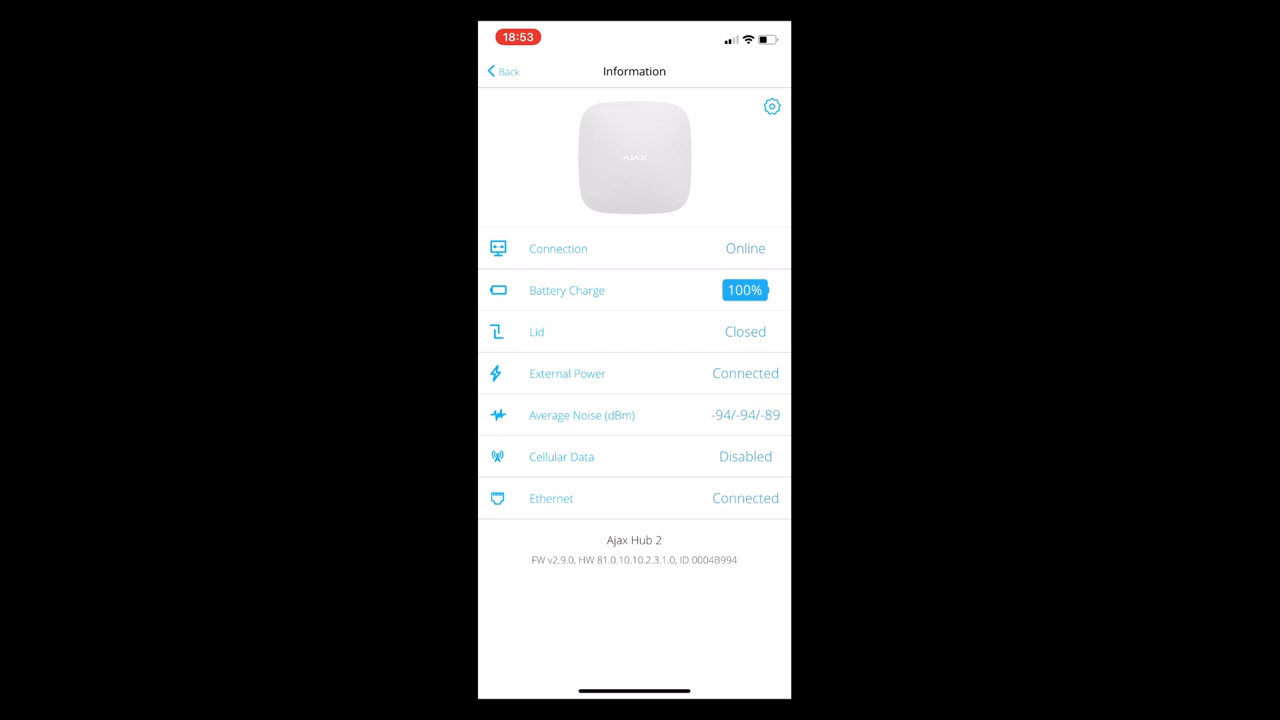 18:53
Back
Information
AJAX
Connection Online
Battery Charge 100%
Lid Closed
External Power Connected
Average Noise (dBm) -94/-94/-89
Cellular Data Disabled
Ethernet Connected
Ajax Hub 2
FW v2.9.0, HW 81.0.10.10.2.3.1.0, ID 0004B994